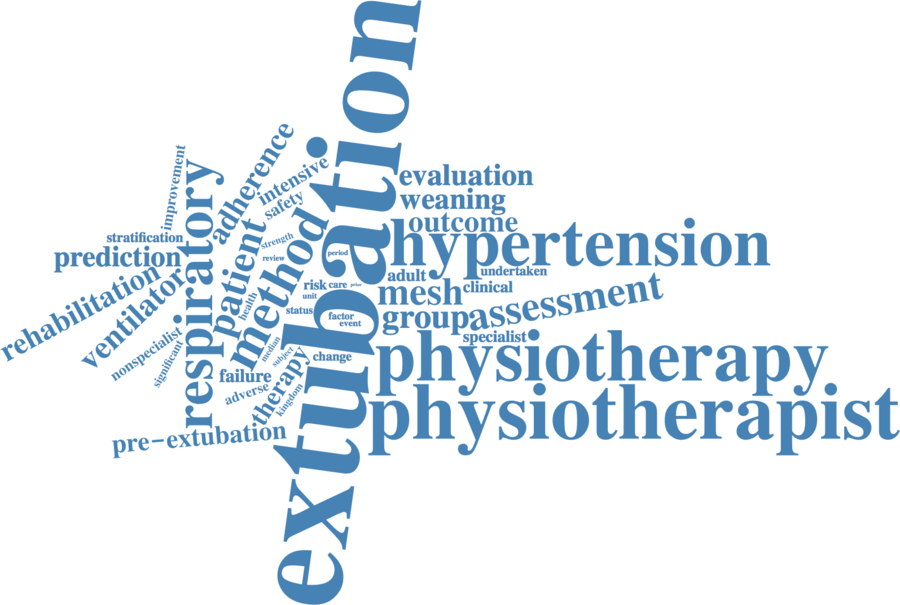 extubation
physiotherapist
physiotherapy
hypertension
respiratory
method
assessment
patient
mesh
group
evaluation
weaning
outcome
adherence
intensive
safety
improvement
stratification
prediction
rehabilitation
ventilator
nonspecialist
significant
pre-extubation
strength
review
health
period
risk
care
prior
unit
status
factor
event
adult
undertaken
clinical
specialist
change
median
subject
failure
adverse
therapy
kingdom